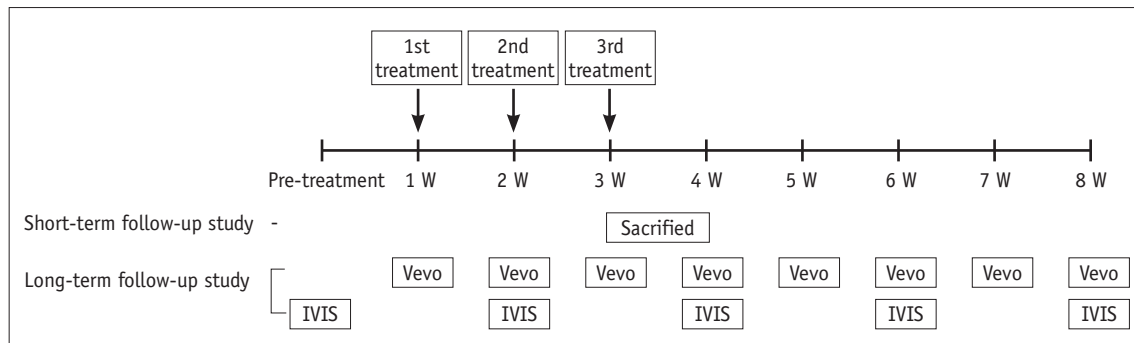 1st treatment
2nd treatment
3rd treatment
Pre-treatment 1 W 2 W 3 W 4 W 5 W 6 W 7 W 8 W
Short-term follow-up study -
Sacrified
Long-term follow-up study
Vevo Vevo Vevo Vevo Vevo Vevo Vevo Vevo
IVIS IVIS IVIS IVIS IVIS